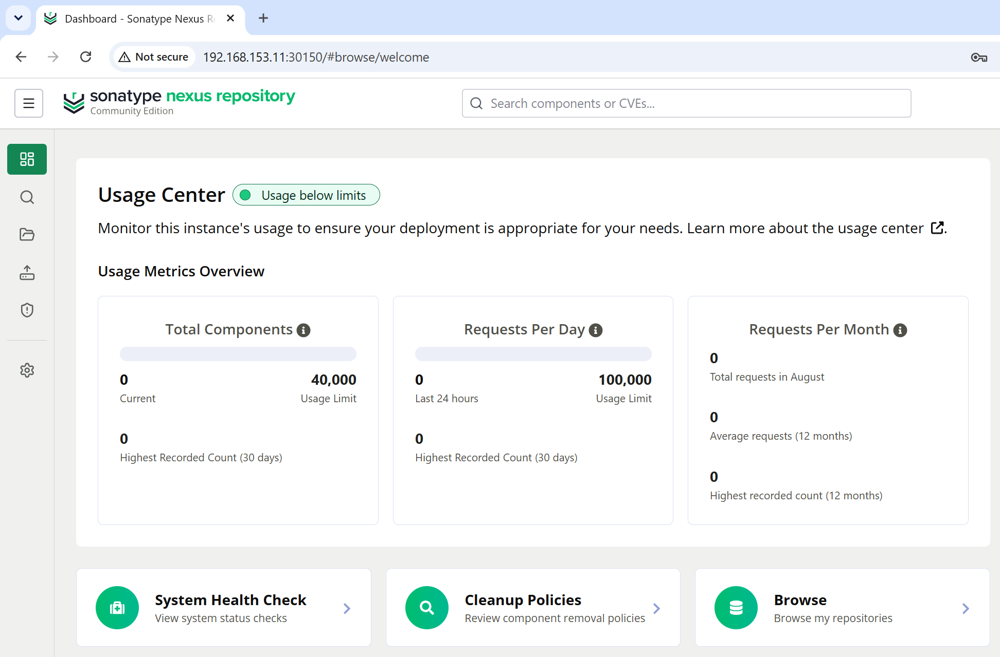 Dashboard - Sonatype Nexus Re
Not secure
192.168.153.11:30150/#browse/welcome
sonatype nexus repository
Community Edition
Search components or CVEs...
Usage Center
Usage below limits
Monitor this instance's usage to ensure your deployment is appropriate for your needs. Learn more about the usage center .
Usage Metrics Overview
Total Components
0
40,000
Current
Usage Limit
0
Highest Recorded Count (30 days)
Requests Per Day
0
100,000
Last 24 hours
Usage Limit
0
Highest Recorded Count (30 days)
Requests Per Month
0
Total requests in August
0
Average requests (12 months)
0
Highest recorded count (12 months)
System Health Check
View system status checks
Cleanup Policies
Review component removal policies
Browse
Browse my repositories